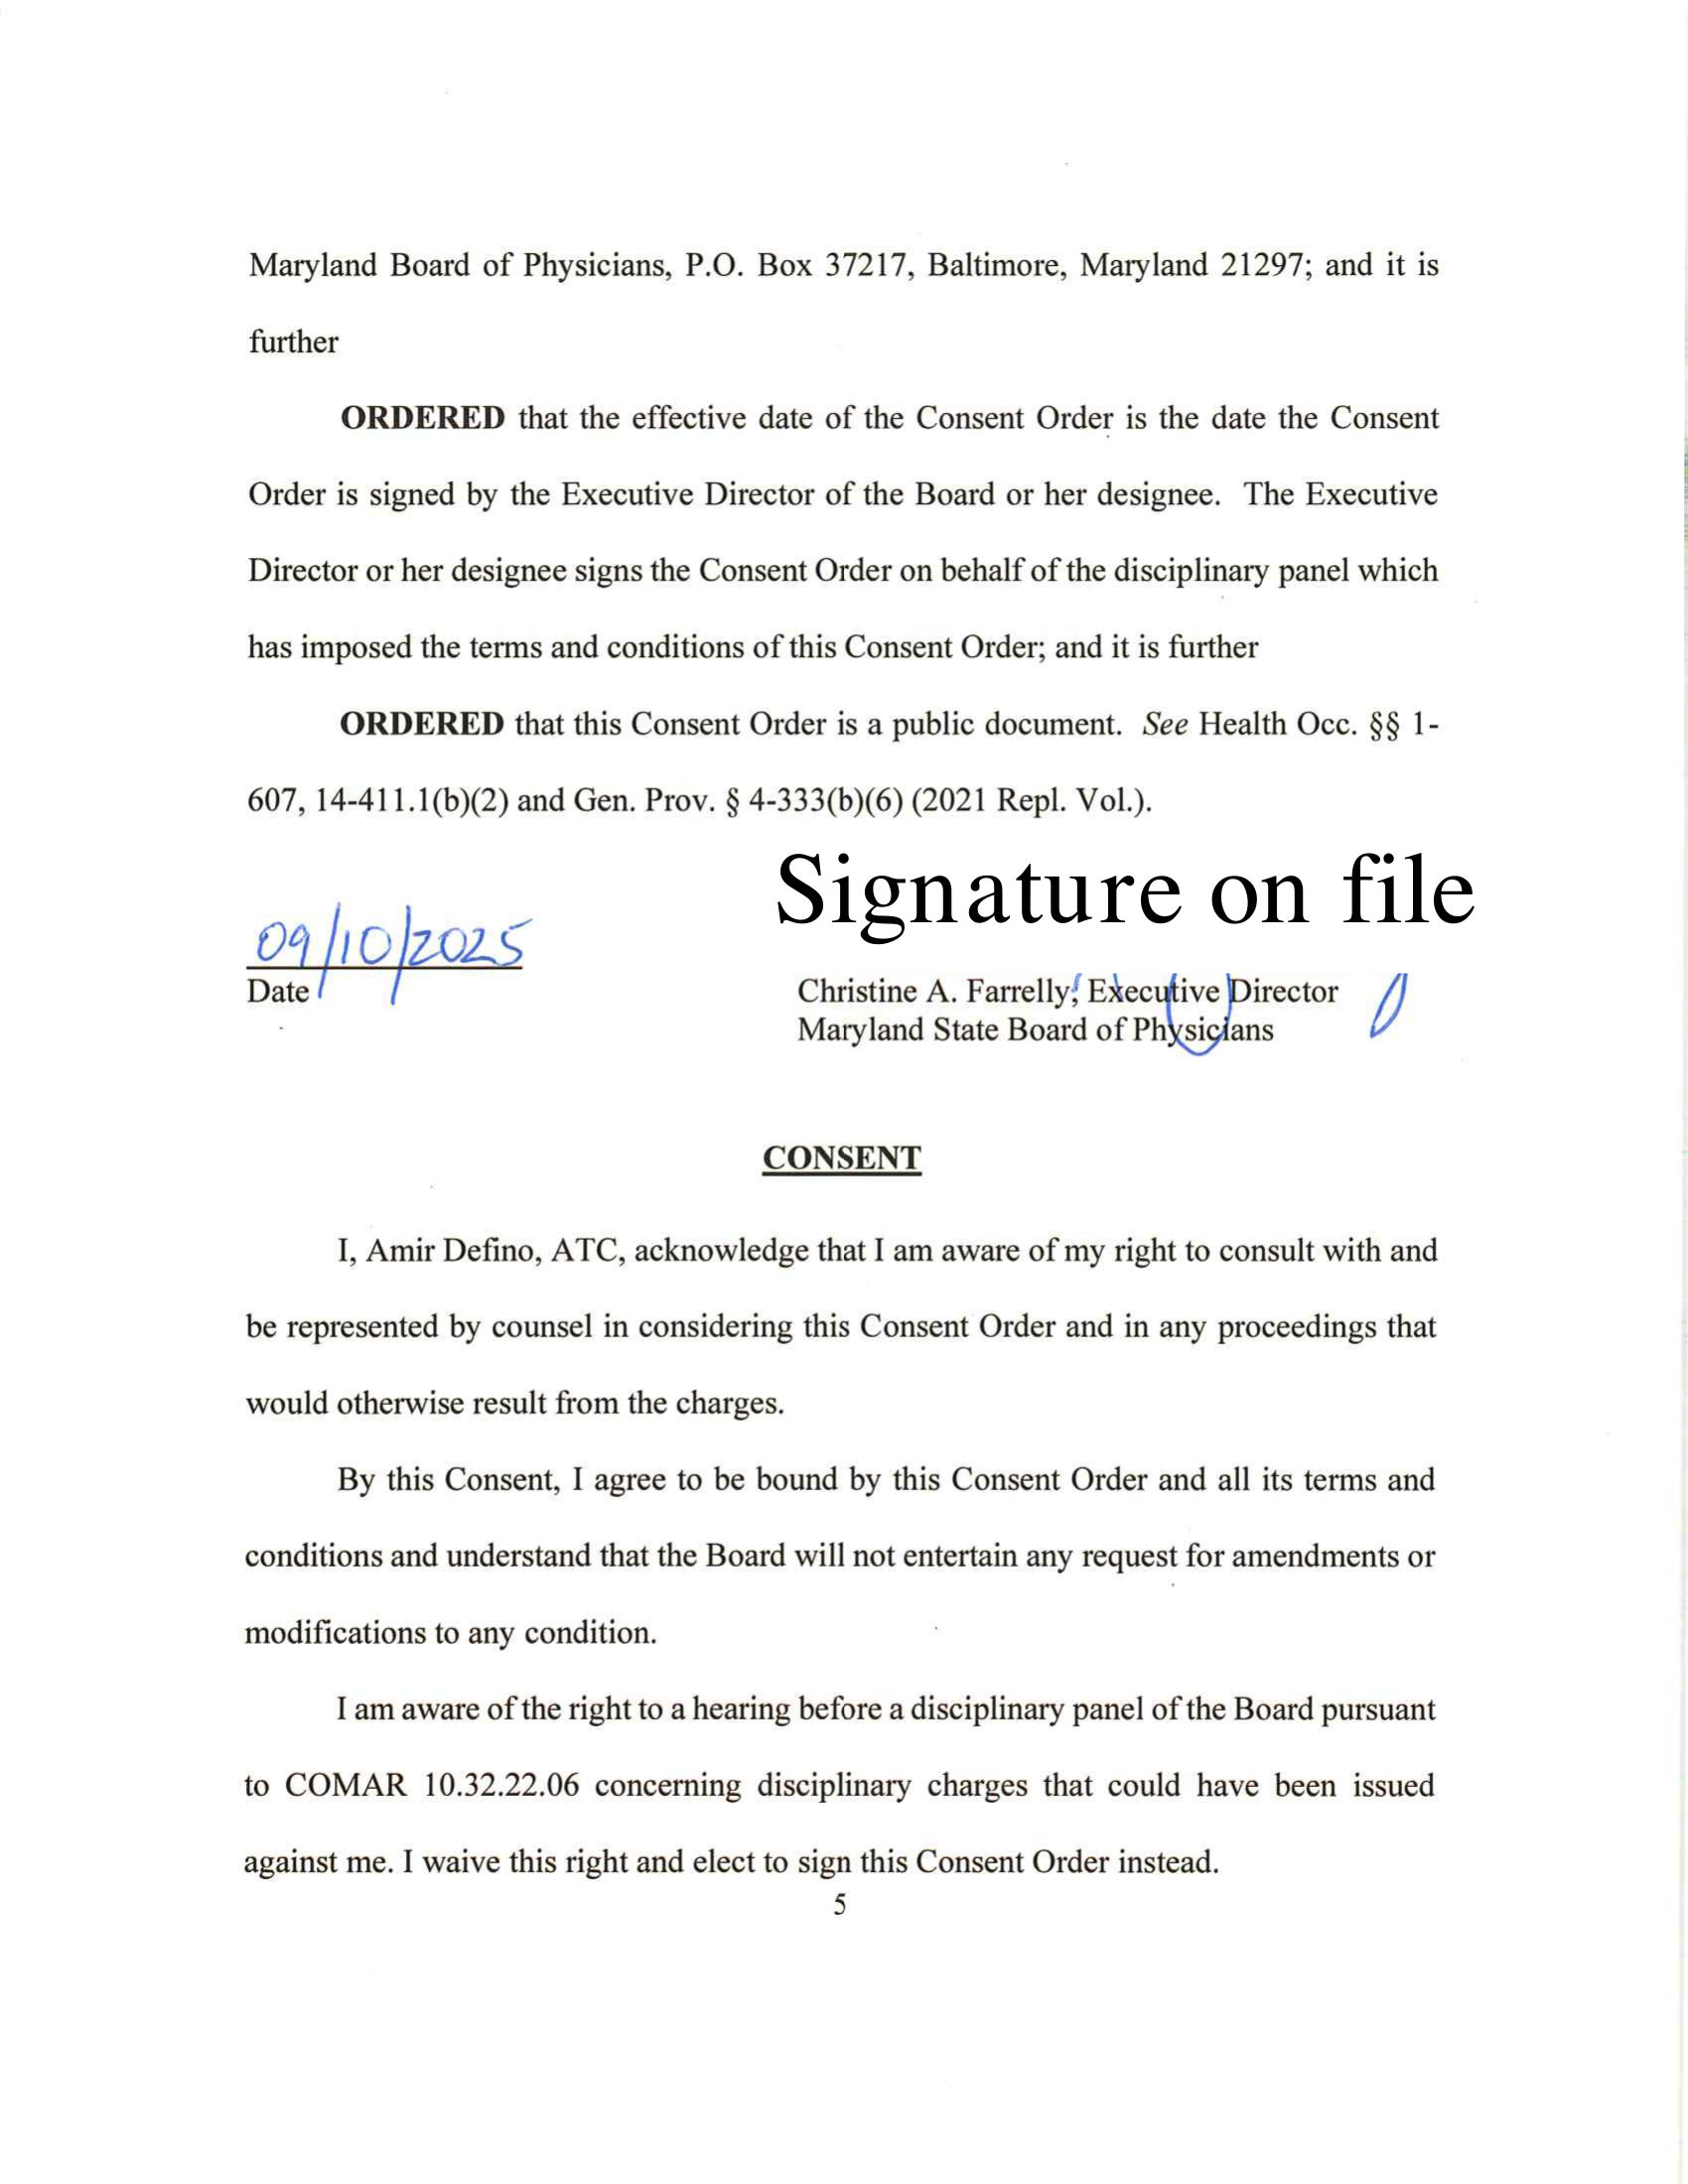 Maryland Board of Physicians, P.O. Box 37217, Baltimore, Maryland 21297; and it is
further
ORDERED that the effective date of the Consent Order is the date the Consent
Order is signed by the Executive Director of the Board or her designee. The Executive
Director or her designee signs the Consent Order on behalf of the disciplinary panel which
has imposed the terms and conditions of this Consent Order; and it is further
ORDERED that this Consent Order is a public document. See Health Occ. §§ 1-
607, 14-411.1(b)(2) and Gen. Prov. § 4-333(b)(6) (2021 Repl. Vol.).
Signature on file
09/10/2025
Date
Christine A. Farrelly, Executive Director
Maryland State Board of Physicians
CONSENT
I, Amir Defino, ATC, acknowledge that I am aware of my right to consult with and
be represented by counsel in considering this Consent Order and in any proceedings that
would otherwise result from the charges.
By this Consent, I agree to be bound by this Consent Order and all its terms and
conditions and understand that the Board will not entertain any request for amendments or
modifications to any condition.
I am aware of the right to a hearing before a disciplinary panel of the Board pursuant
to COMAR 10.32.22.06 concerning disciplinary charges that could have been issued
against me. I waive this right and elect to sign this Consent Order instead.
5